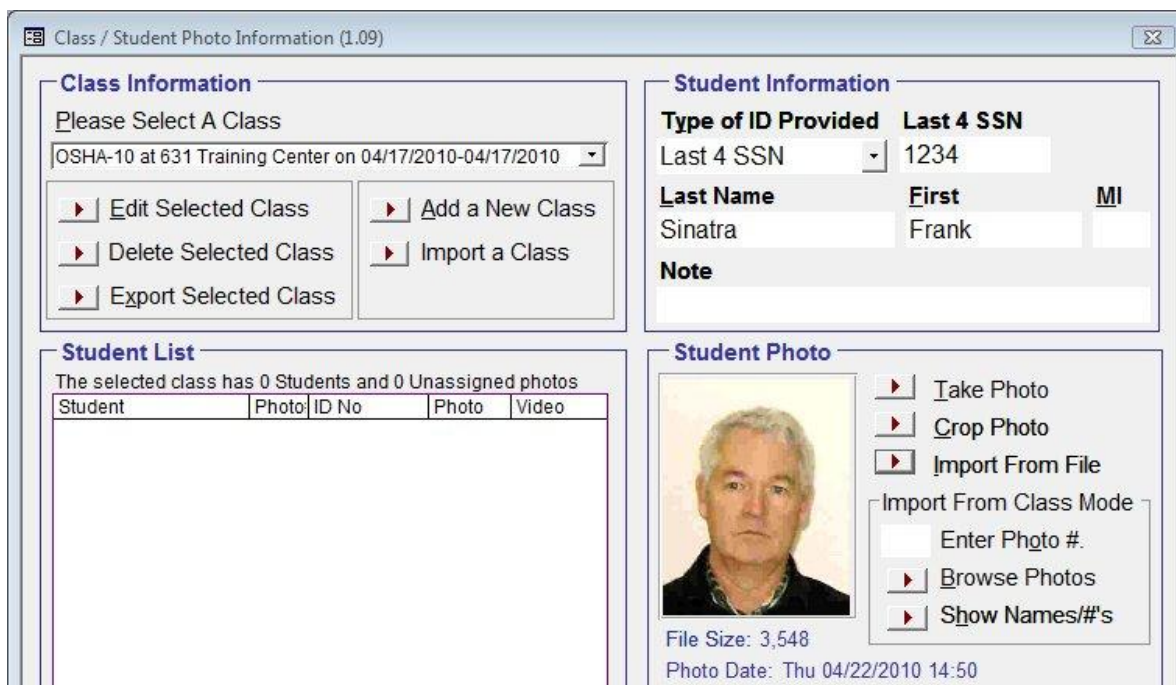 Class / Student Photo Information (1.09)
Class Information
Please Select A Class
OSHA-10 at 631 Training Center on 04/17/2010-04/17/2010
Edit Selected Class
Add a New Class
Delete Selected Class
Import a Class
Export Selected Class
Student Information
Type of ID Provided Last 4 SSN
Last 4 SSN 1234
Last Name First MI
Sinatra Frank
Note
Student List
The selected class has 0 Students and 0 Unassigned photos
Student Photo ID No Photo Video
Student Photo
Take Photo
Crop Photo
Import From File
Import From Class Mode
Enter Photo #.
Browse Photos
Show Names/#'s
File Size: 3,548
Photo Date: Thu 04/22/2010 14:50